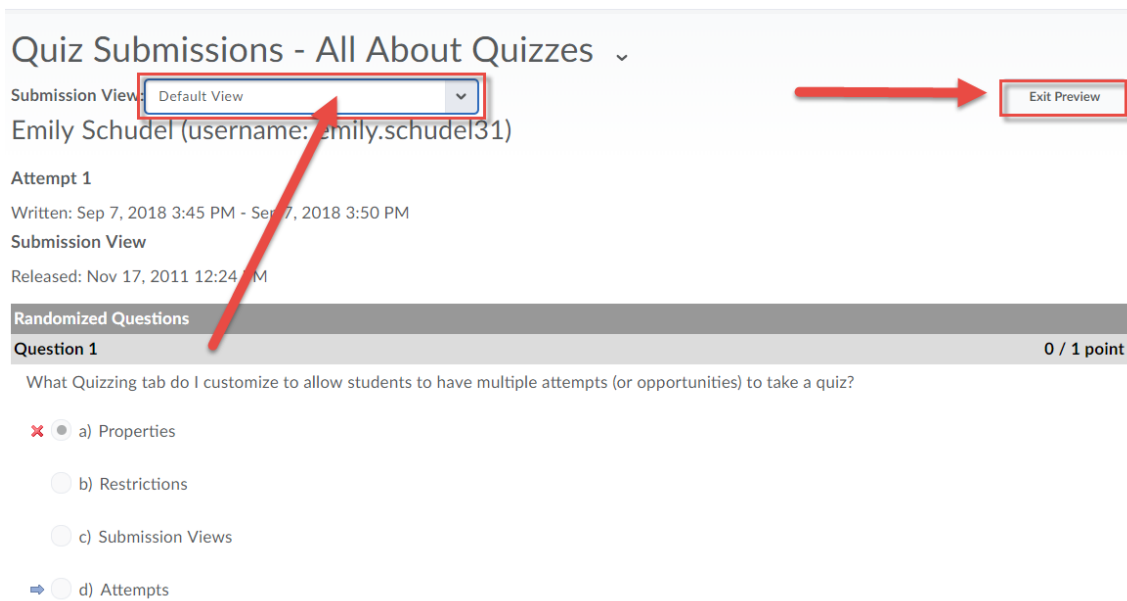 Quiz Submissions - All About Quizzes
Submission View: Default View
Exit Preview
Emily Schudel (username: emily.schudel31)
Attempt 1
Written: Sep 7, 2018 3:45 PM - Sep 7, 2018 3:50 PM
Submission View
Released: Nov 17, 2011 12:24 M
Randomized Questions
Question 1 0 / 1 point
What Quizzing tab do I customize to allow students to have multiple attempts (or opportunities) to take a quiz?
a) Properties
b) Restrictions
c) Submission Views
d) Attempts